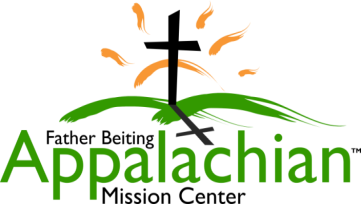 Father Beiting
Appalachian™
Mission Center